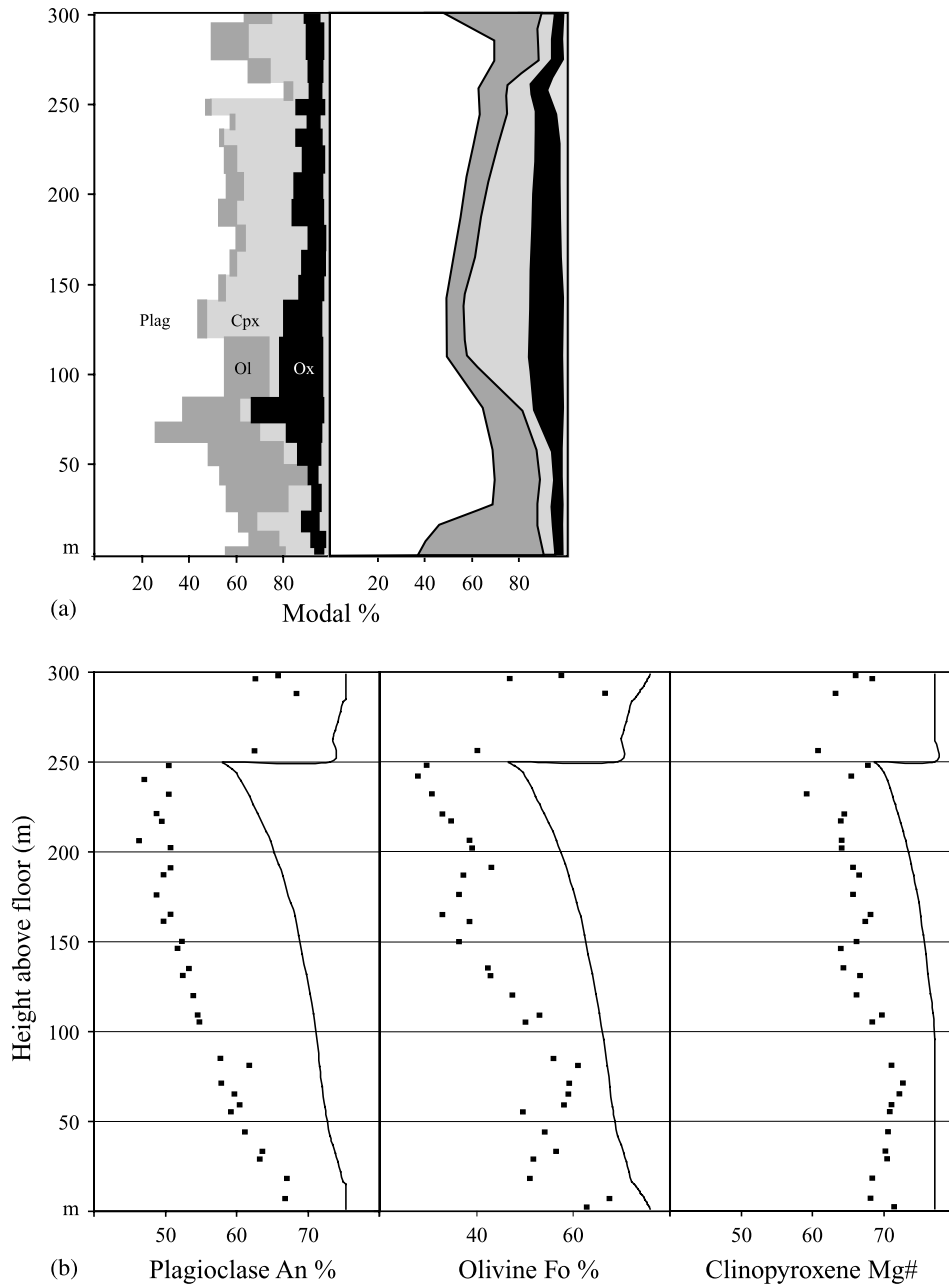 300
250
200
150
100
50
m
Plag
Cpx
Ol
Ox
20 40 60 80
20 40 60 80
(a)
Modal %
300
250
200
150
100
50
m
Height above floor (m)
50 60 70
40 60
50 60 70
(b)
Plagioclase An %
Olivine Fo %
Clinopyroxene Mg#